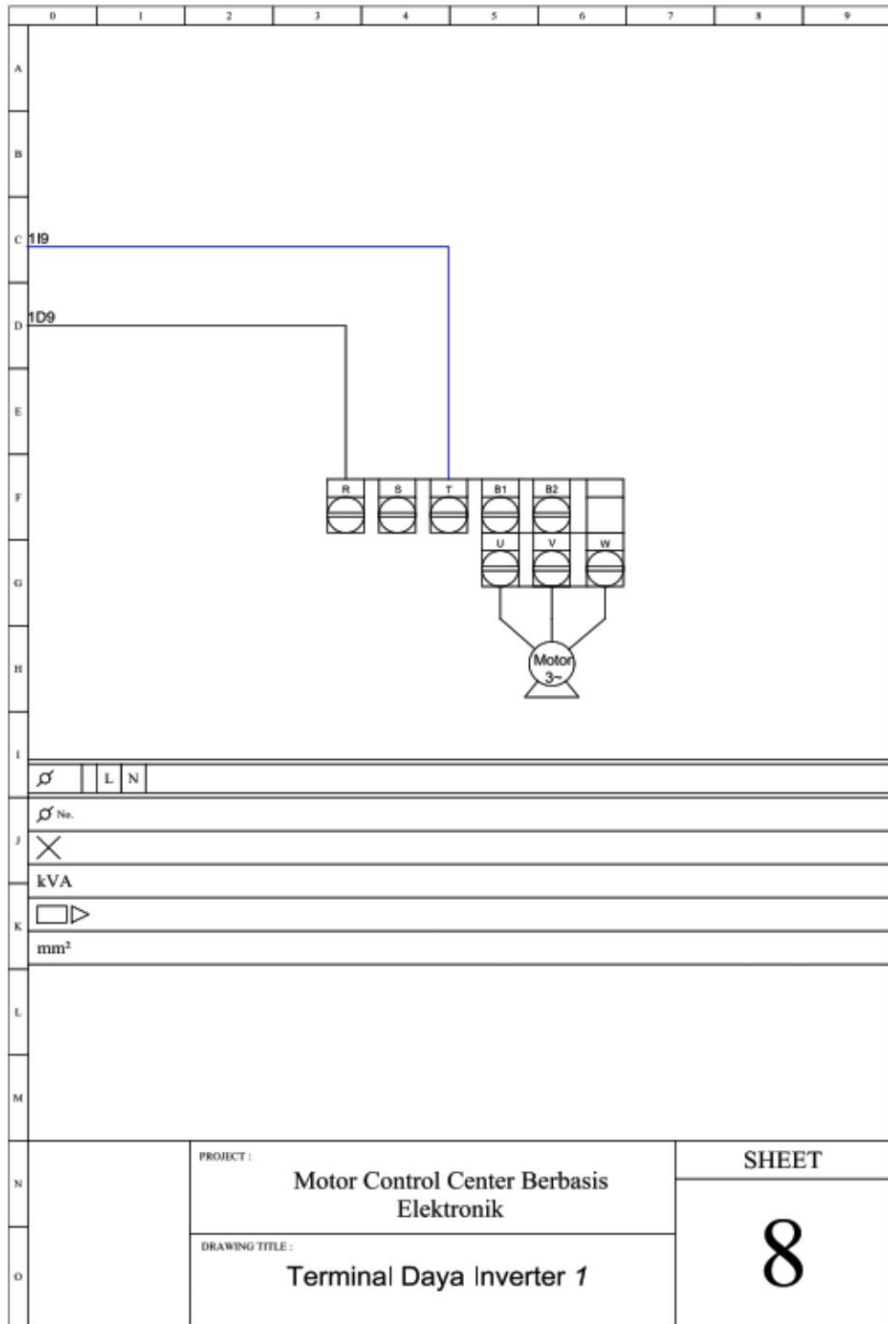 0 1 2 3 4 5 6 7 8 9
A
B
C 1I9
D 1D9
E
F
R S T B1 B2
U V W
G
Motor
3~
H
I
L N
No.
J
kVA
K
mm²
L
M
N
O
PROJECT :
Motor Control Center Berbasis
Elektronik
DRAWING TITLE :
Terminal Daya Inverter 1
SHEET
8